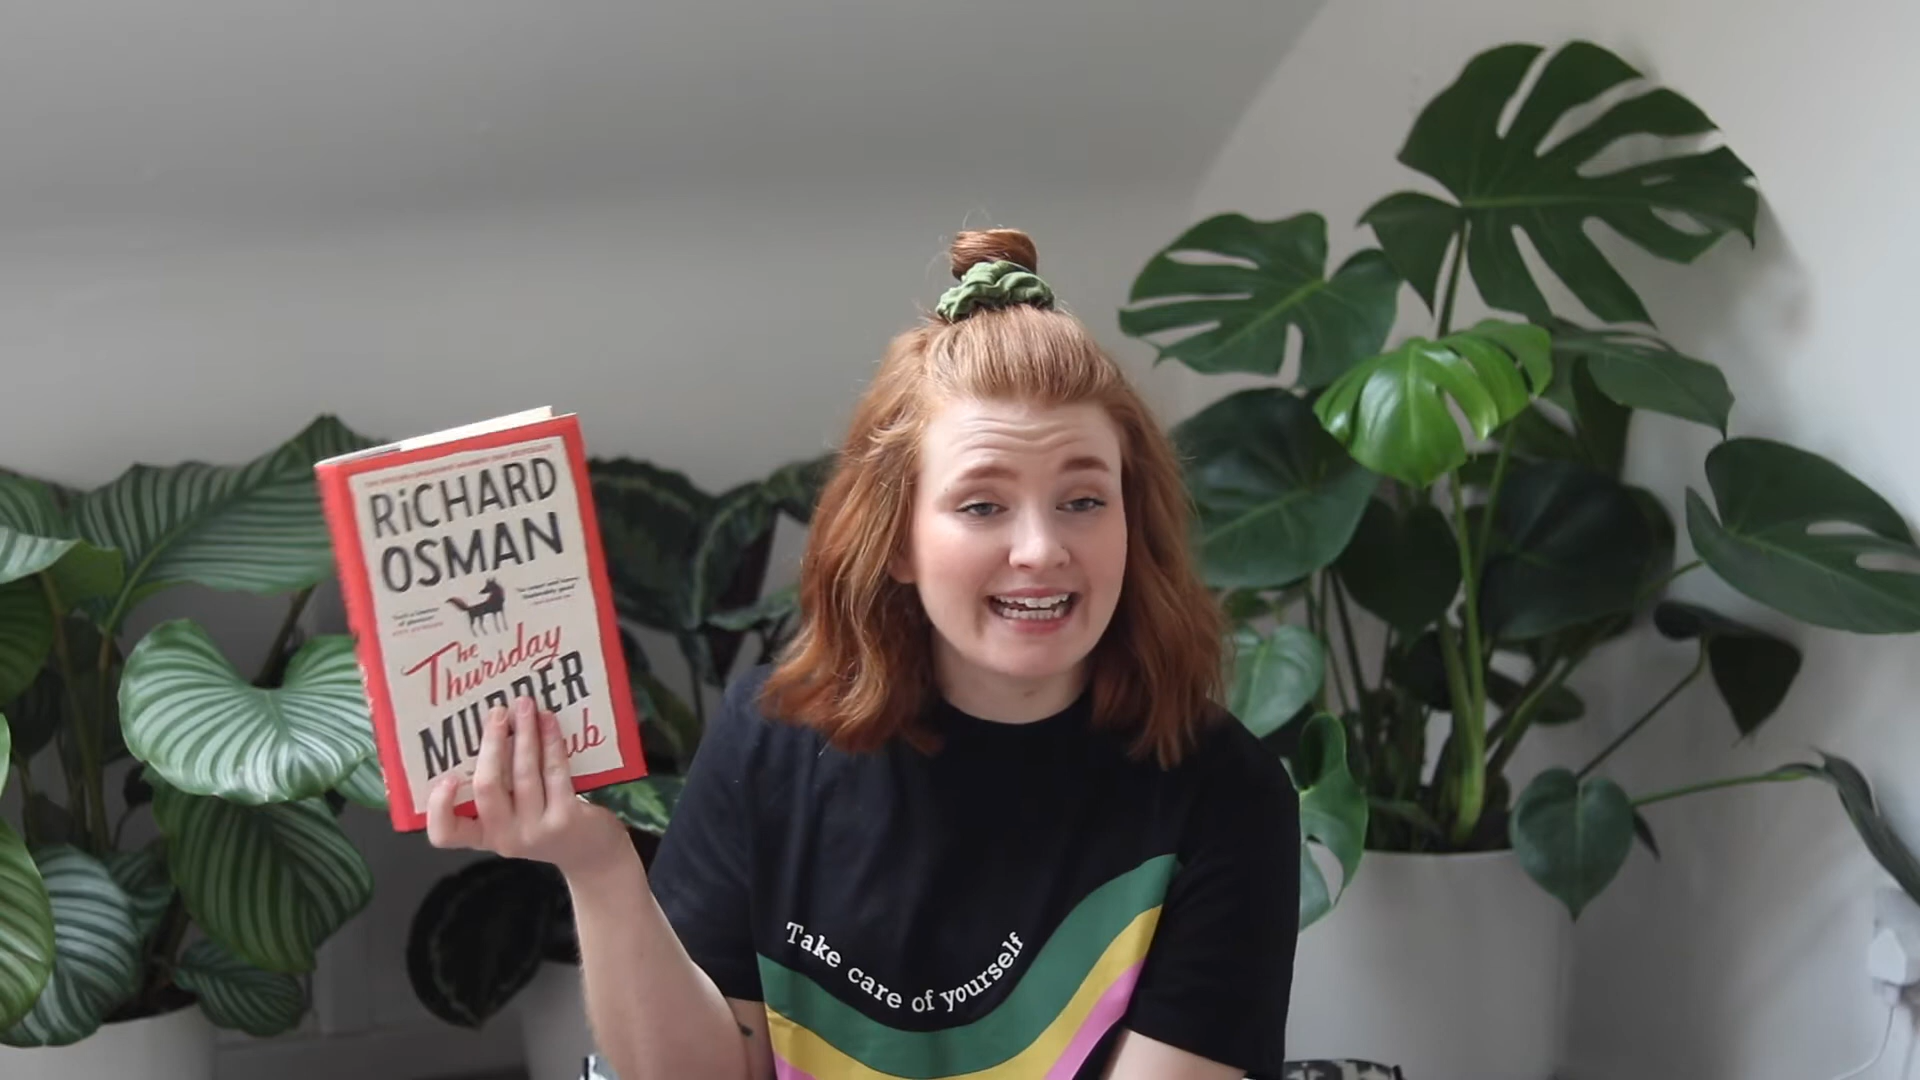 RiCHARD
OSMAN
The
Thursday
MURDER
Take care of yourself